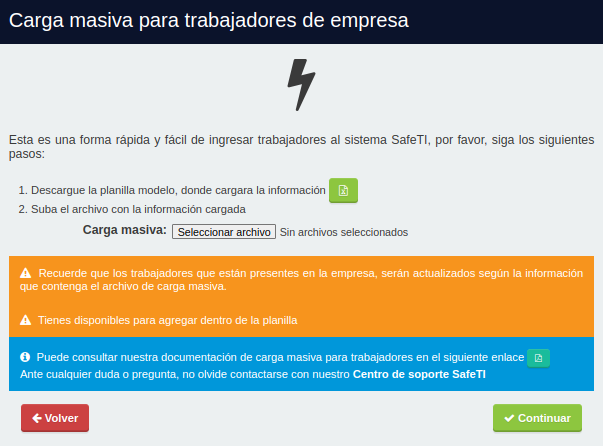 Carga masiva para trabajadores de empresa
Esta es una forma rápida y fácil de ingresar trabajadores al sistema SafeTI, por favor, siga los siguientes
pasos:
1. Descargue la planilla modelo, donde cargara la información
2. Suba el archivo con la información cargada
Carga masiva: Seleccionar archivo Sin archivos seleccionados
Recuerde que los trabajadores que están presentes en la empresa, serán actualizados según la información
que contenga el archivo de carga masiva.
Tienes disponibles para agregar dentro de la planilla
Puede consultar nuestra documentación de carga masiva para trabajadores en el siguiente enlace
Ante cualquier duda o pregunta, no olvide contactarse con nuestro Centro de soporte SafeTI
Volver
Continuar